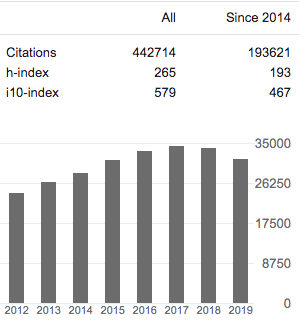 All Since 2014
Citations 442714 193621
h-index 265 193
i10-index 579 467
35000
26250
17500
8750
0
2012 2013 2014 2015 2016 2017 2018 2019